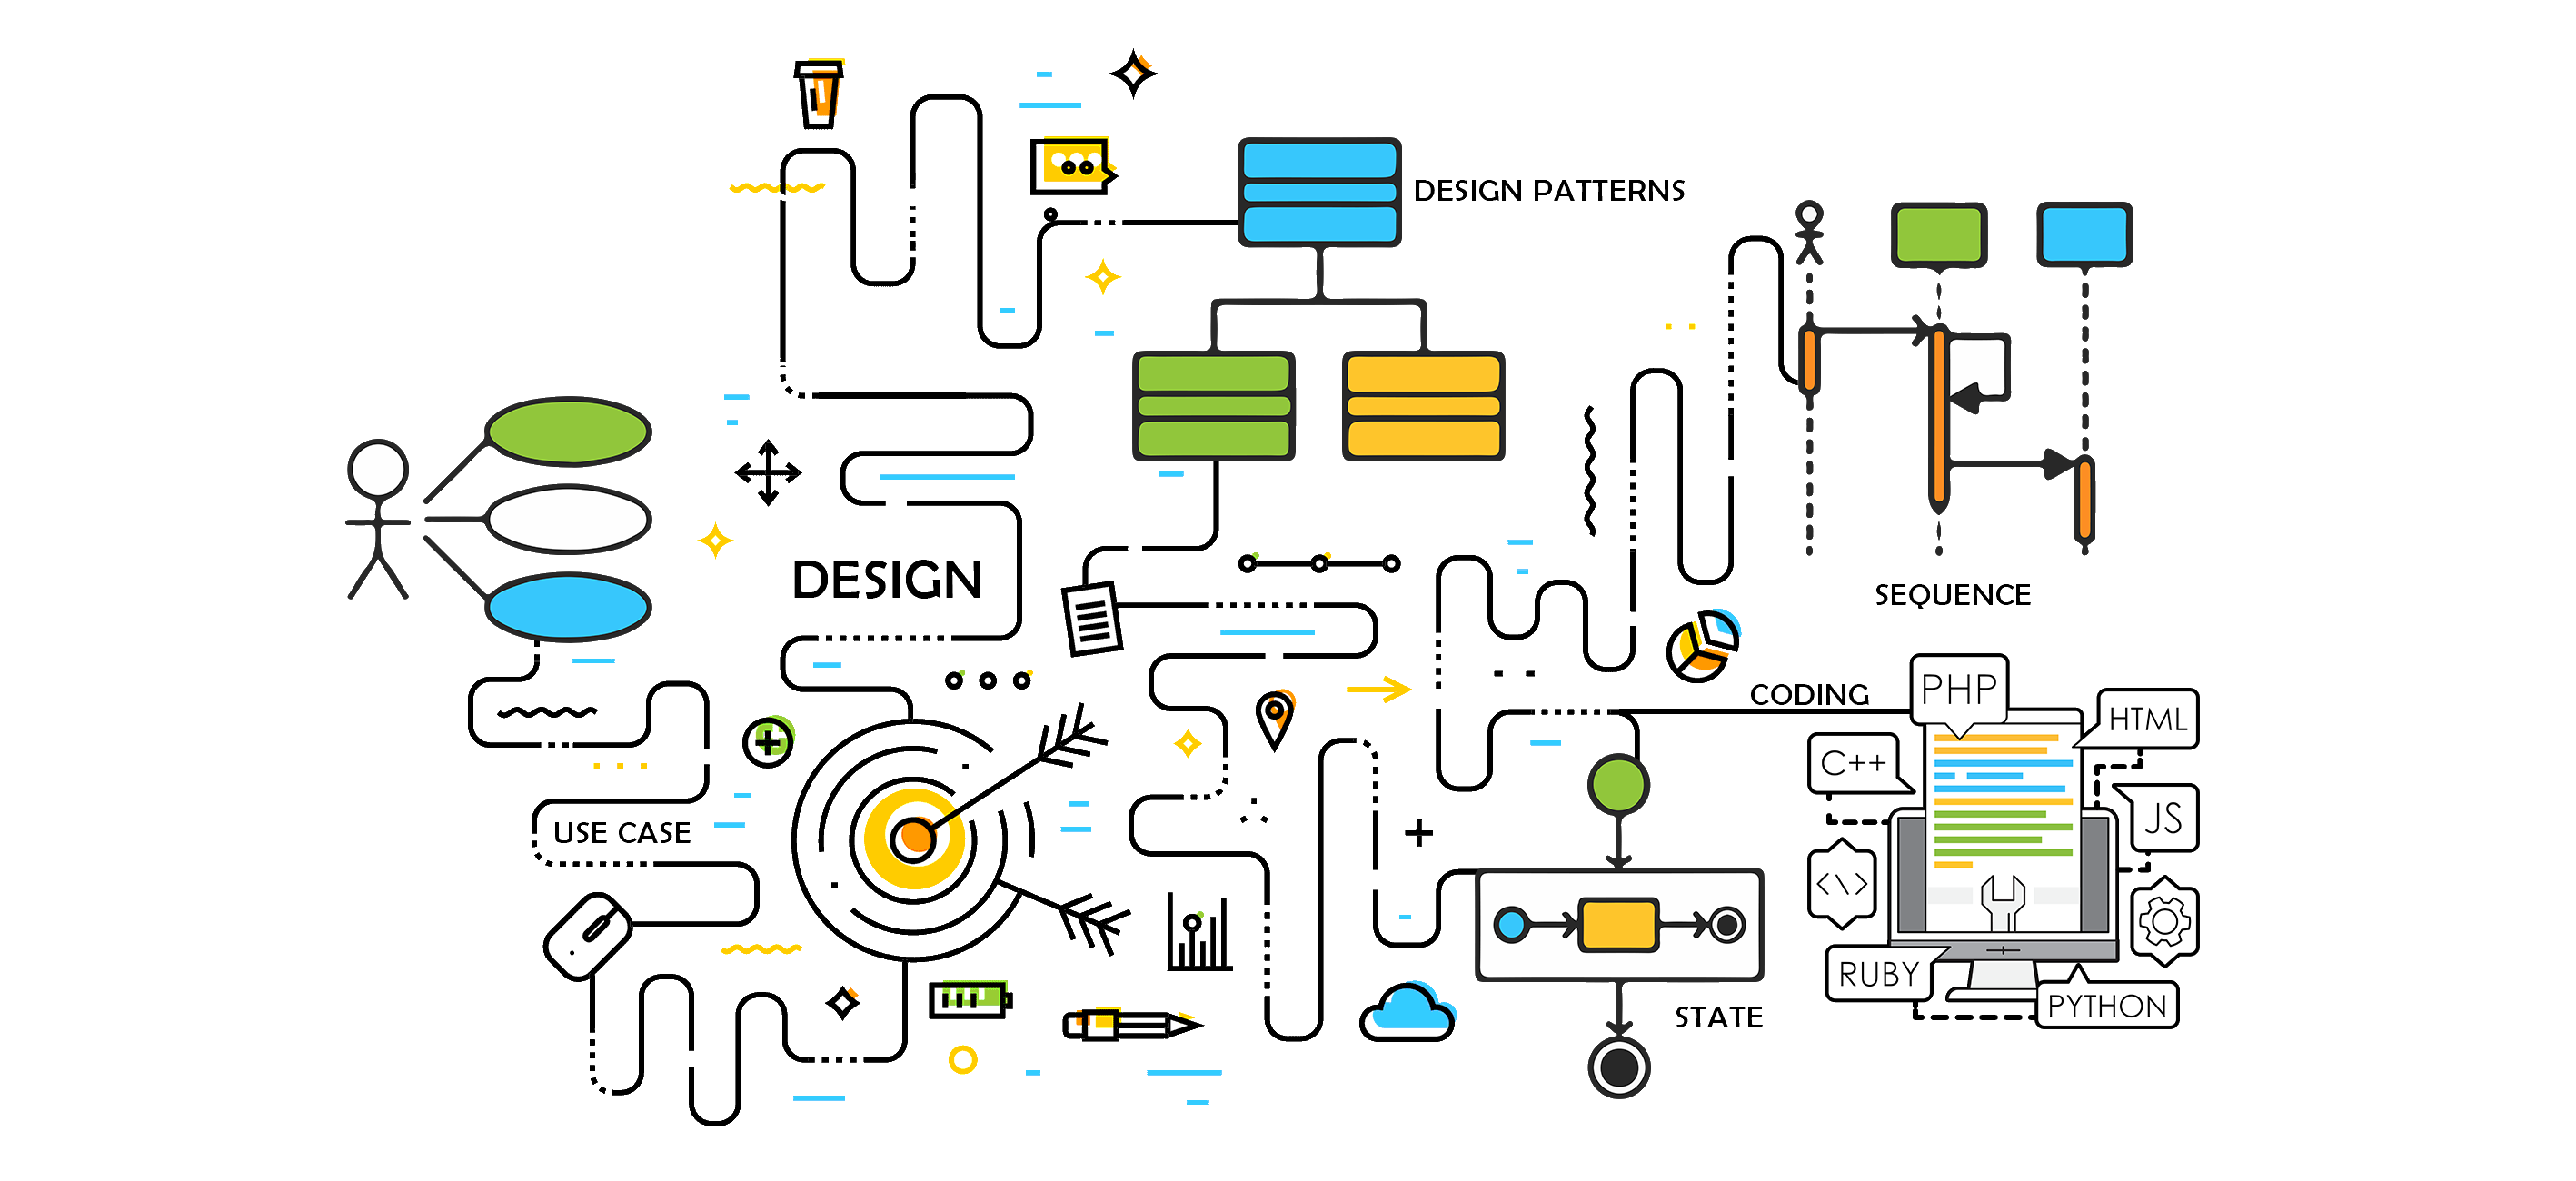 DESIGN PATTERNS
DESIGN
SEQUENCE
USE CASE
CODING
PHP
HTML
C++
JS
<\>
RUBY
PYTHON
STATE